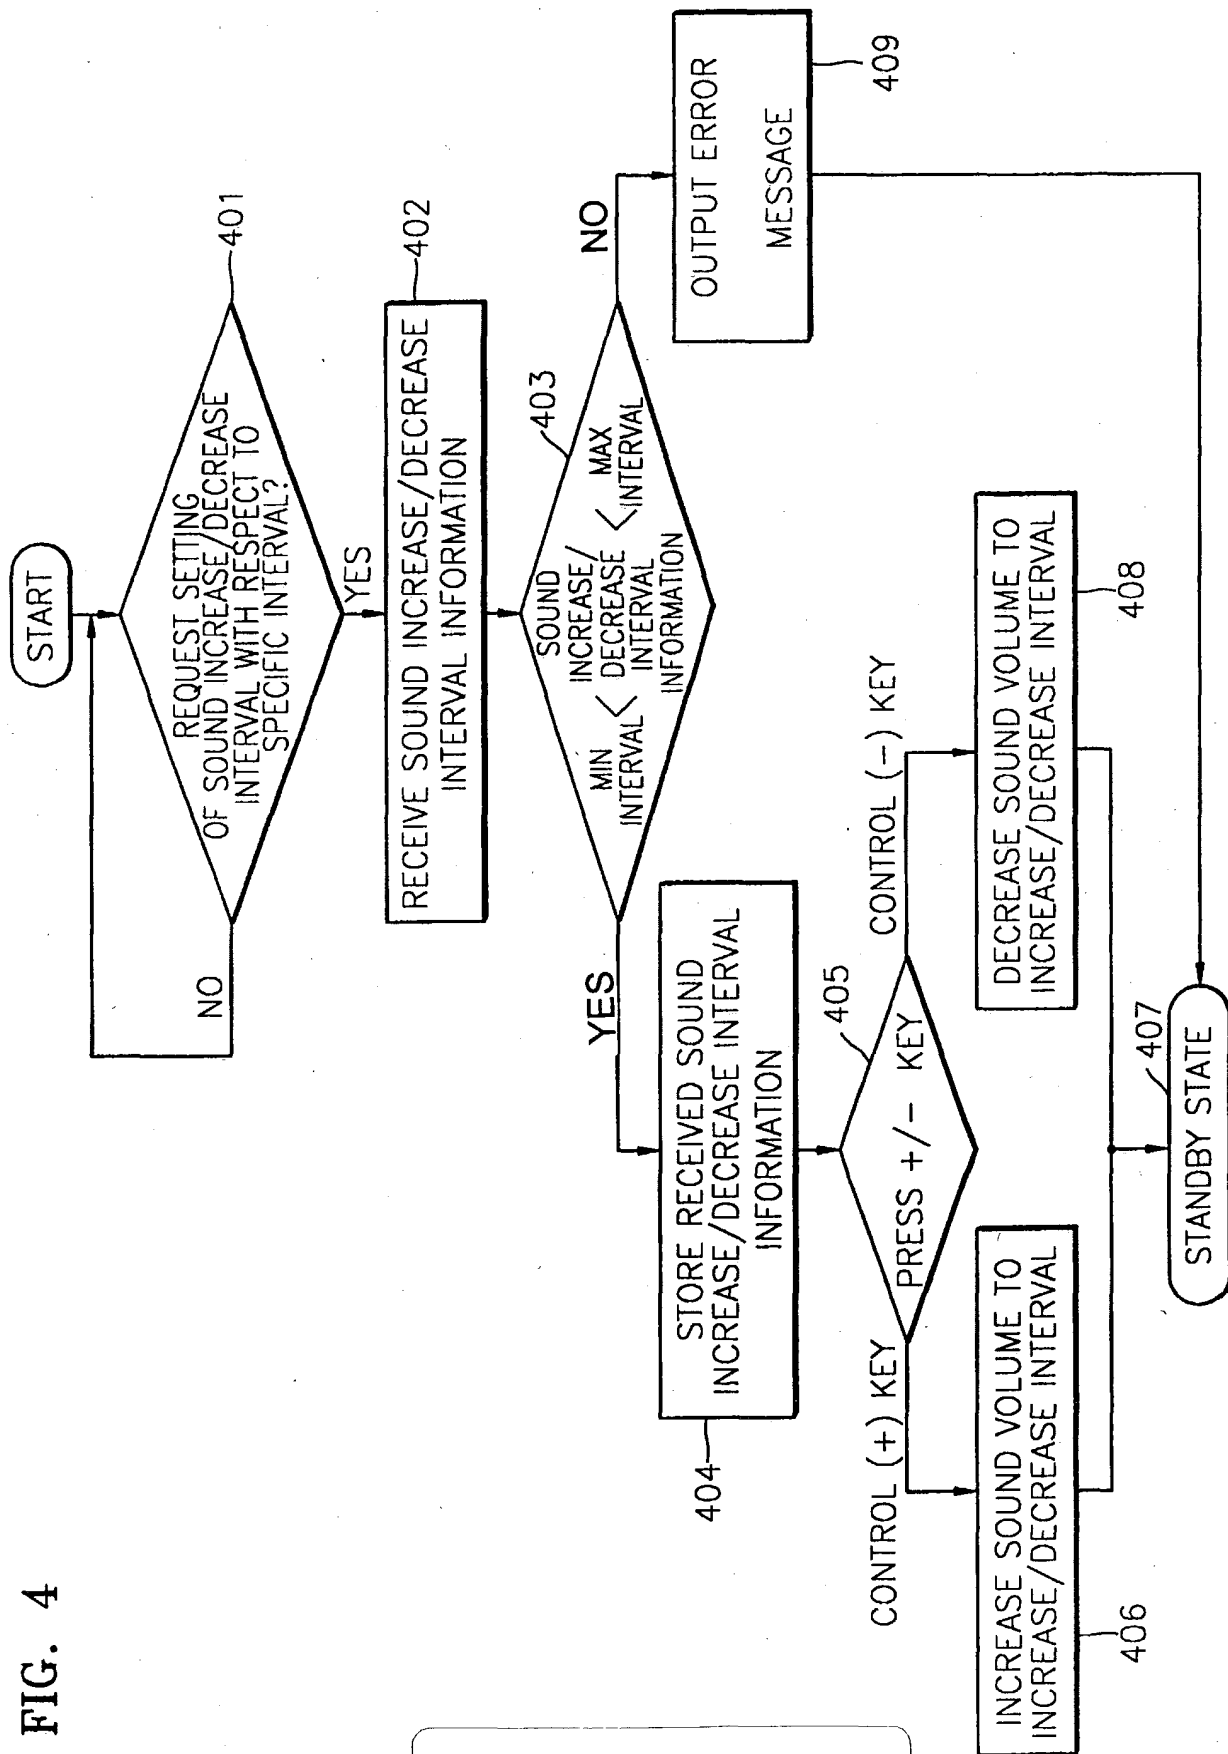 FIG. 4
START
REQUEST SETTING
OF SOUND INCREASE/DECREASE
INTERVAL WITH RESPECT TO
SPECIFIC INTERVAL?
401
NO
YES
RECEIVE SOUND INCREASE/DECREASE
INTERVAL INFORMATION
402
MIN
INTERVAL
<
SOUND
INCREASE/
DECREASE
INTERVAL
INFORMATION
<
MAX
INTERVAL
403
YES
NO
STORE RECEIVED SOUND
INCREASE/DECREASE INTERVAL
INFORMATION
404
OUTPUT ERROR
MESSAGE
409
PRESS +/- KEY
405
CONTROL (+) KEY
CONTROL (-) KEY
INCREASE SOUND VOLUME TO
INCREASE/DECREASE INTERVAL
406
DECREASE SOUND VOLUME TO
INCREASE/DECREASE INTERVAL
408
STANDBY STATE
407